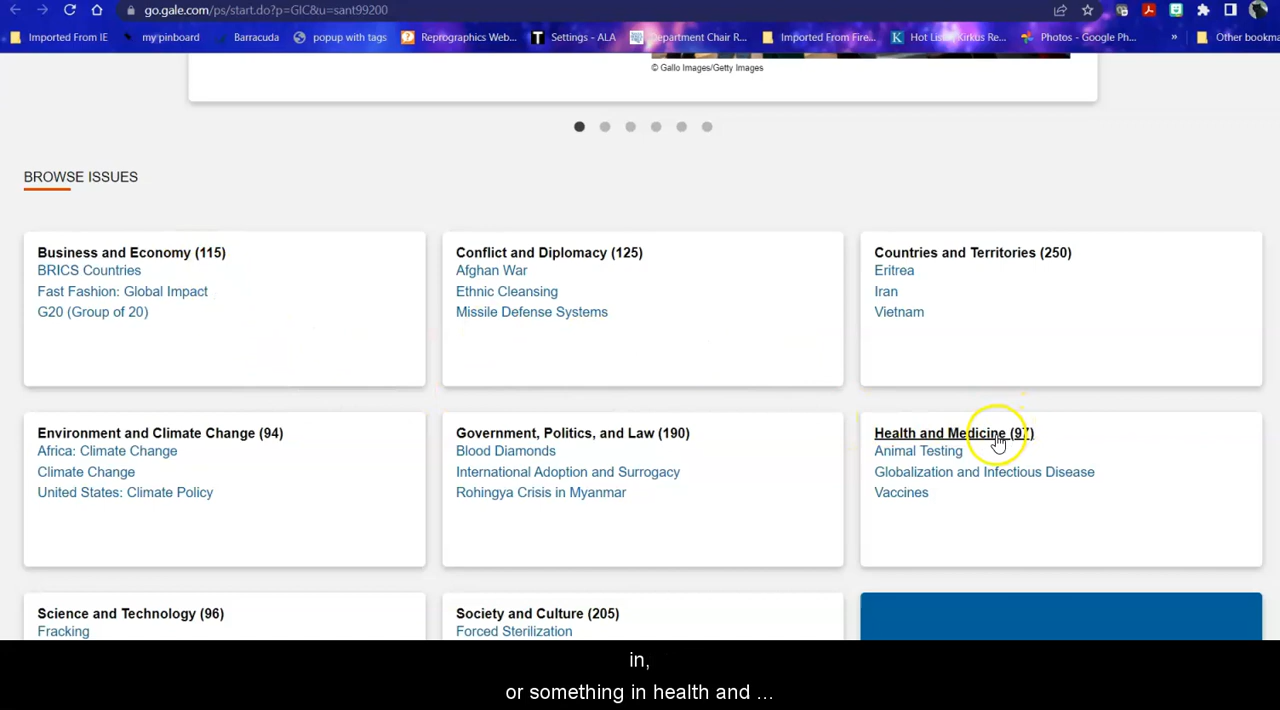 go.gale.com/ps/start.do?p=GIC&u=sant99200
Imported From IE
my pinboard
Barracuda
popup with tags
Reprographics Web...
Settings - ALA
Department Chair R...
Imported From Fire...
Hot List | Kirkus Re...
Photos - Google Ph...
»
Other bookma
© Gallo Images/Getty Images
BROWSE ISSUES
Business and Economy (115)
BRICS Countries
Fast Fashion: Global Impact
G20 (Group of 20)
Conflict and Diplomacy (125)
Afghan War
Ethnic Cleansing
Missile Defense Systems
Countries and Territories (250)
Eritrea
Iran
Vietnam
Environment and Climate Change (94)
Africa: Climate Change
Climate Change
United States: Climate Policy
Government, Politics, and Law (190)
Blood Diamonds
International Adoption and Surrogacy
Rohingya Crisis in Myanmar
Health and Medicine (97)
Animal Testing
Globalization and Infectious Disease
Vaccines
Science and Technology (96)
Fracking
Society and Culture (205)
Forced Sterilization
in,
or something in health and ...